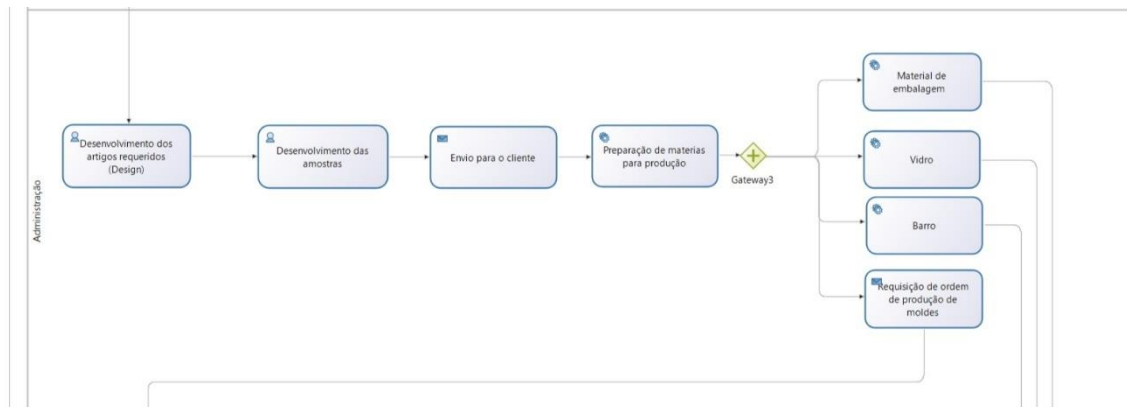 Administração
Desenvolvimento dos
artigos requeridos
(Design)
Desenvolvimento das
amostras
Envio para o cliente
Preparação de materias
para produção
Gateway3
Material de
embalagem
Vidro
Barro
Requisição de ordem
de produção de
moldes